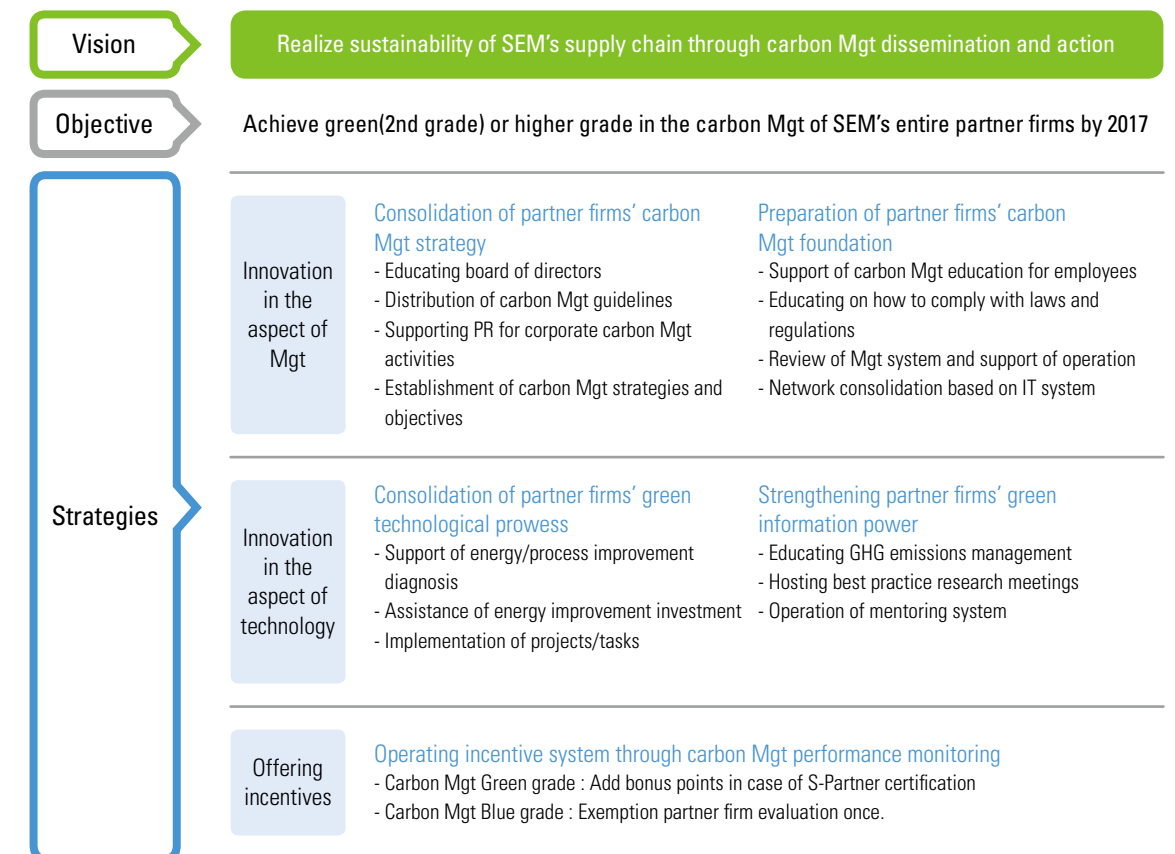 Vision
Realize sustainability of SEM's supply chain through carbon Mgt dissemination and action
Objective
Achieve green(2nd grade) or higher grade in the carbon Mgt of SEM's entire partner firms by 2017
Strategies
Innovation
in the
aspect of
Mgt
Consolidation of partner firms' carbon
Mgt strategy
- Educating board of directors
- Distribution of carbon Mgt guidelines
- Supporting PR for corporate carbon Mgt
activities
- Establishment of carbon Mgt strategies and
objectives
Preparation of partner firms' carbon
Mgt foundation
- Support of carbon Mgt education for employees
- Educating on how to comply with laws and
regulations
- Review of Mgt system and support of operation
- Network consolidation based on IT system
Innovation
in the
aspect of
technology
Consolidation of partner firms' green
technological prowess
- Support of energy/process improvement
diagnosis
- Assistance of energy improvement investment
- Implementation of projects/tasks
Strengthening partner firms' green
information power
- Educating GHG emissions management
- Hosting best practice research meetings
- Operation of mentoring system
Offering
incentives
Operating incentive system through carbon Mgt performance monitoring
- Carbon Mgt Green grade : Add bonus points in case of S-Partner certification
- Carbon Mgt Blue grade : Exemption partner firm evaluation once.